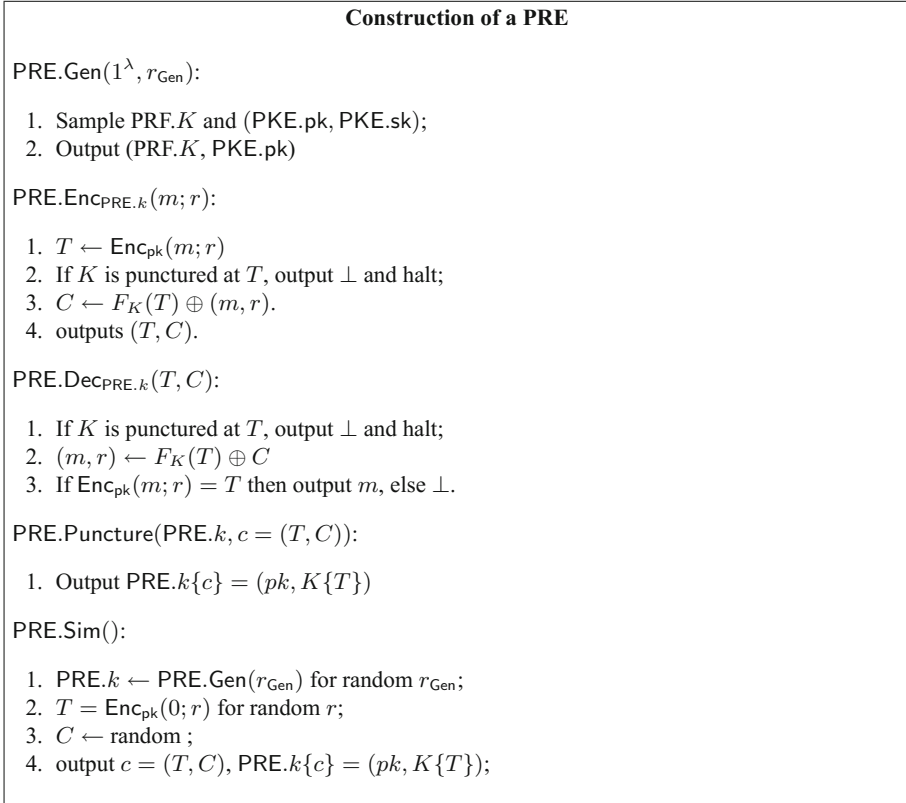 Construction of a PRE
PRE.Gen(1^λ, r_Gen):
1. Sample PRF.K and (PKE.pk, PKE.sk);
2. Output (PRF.K, PKE.pk)
PRE.Enc_PRE.k(m; r):
1. T ← Enc_pk(m; r)
2. If K is punctured at T, output ⊥ and halt;
3. C ← F_K(T) ⊕ (m, r).
4. outputs (T, C).
PRE.Dec_PRE.k(T, C):
1. If K is punctured at T, output ⊥ and halt;
2. (m, r) ← F_K(T) ⊕ C
3. If Enc_pk(m; r) = T then output m, else ⊥.
PRE.Puncture(PRE.k, c = (T, C)):
1. Output PRE.k{c} = (pk, K{T})
PRE.Sim():
1. PRE.k ← PRE.Gen(r_Gen) for random r_Gen;
2. T = Enc_pk(0; r) for random r;
3. C ← random ;
4. output c = (T, C), PRE.k{c} = (pk, K{T});